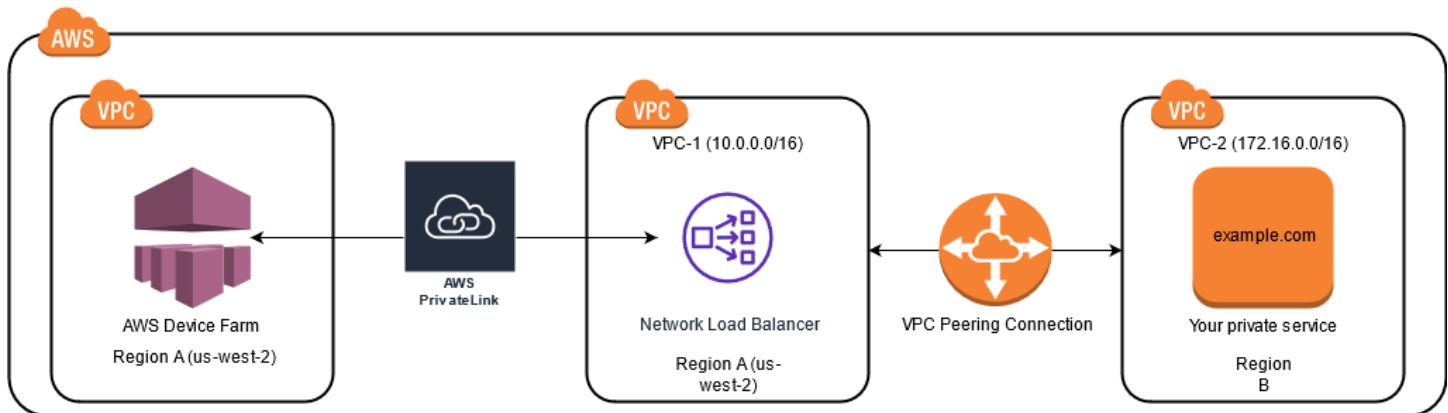 AWS
VPC
VPC
VPC
VPC-1 (10.0.0.0/16)
VPC-2 (172.16.0.0/16)
example.com
AWS
PrivateLink
AWS Device Farm
Network Load Balancer
VPC Peering Connection
Your private service
Region A (us-west-2)
Region A (us-
west-2)
Region
B